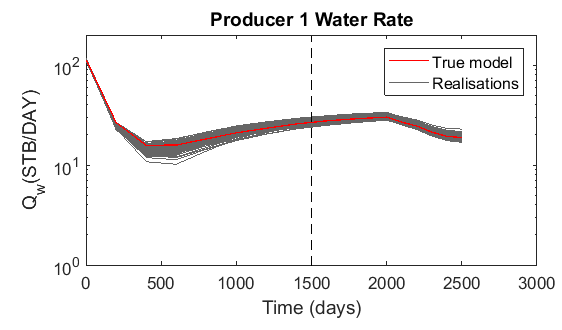 Producer 1 Water Rate
True model
Realisations
10²
10¹
10⁰
Q_w(STB/DAY)
0 500 1000 1500 2000 2500 3000
Time (days)